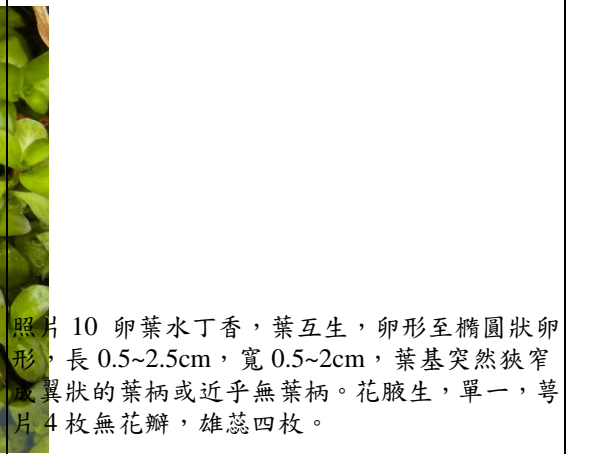 照片 10 卵葉水丁香，葉互生，卵形至橢圓狀卵
形，長 0.5~2.5cm，寬 0.5~2cm，葉基突然狹窄
成翼狀的葉柄或近乎無葉柄。花腋生，單一，萼
片 4 枚無花瓣，雄蕊四枚。